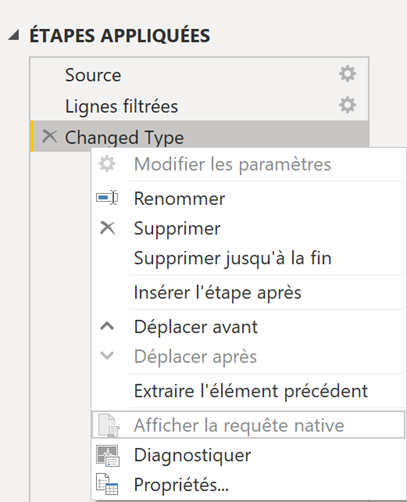 ÉTAPES APPLIQUÉES
Source
Lignes filtrées
Changed Type
Modifier les paramètres
Renommer
Supprimer
Supprimer jusqu'à la fin
Insérer l'étape après
Déplacer avant
Déplacer après
Extraire l'élément précédent
Afficher la requête native
Diagnostiquer
Propriétés...